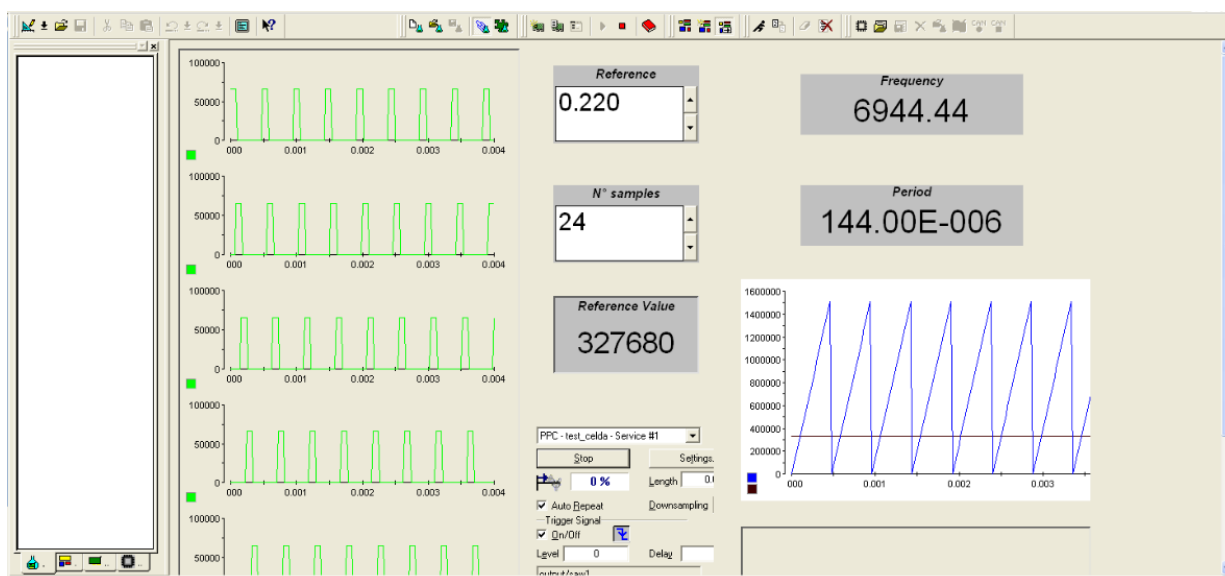 100000
50000
0
000 0.001 0.002 0.003 0.004
100000
50000
0
000 0.001 0.002 0.003 0.004
100000
50000
0
000 0.001 0.002 0.003 0.004
100000
50000
0
000 0.001 0.002 0.003 0.004
100000
50000
Reference
0.220
N° samples
24
Reference Value
327680
PPC - test_celda - Service #1
Stop Settings.
0 % Length 0.
Auto Repeat Downsampling
Trigger Signal
On/Off
Level 0 Delay
output/saw1
Frequency
6944.44
Period
144.00E-006
1600000
1400000
1200000
1000000
800000
600000
400000
200000
0
000 0.001 0.002 0.003
CAN CAN